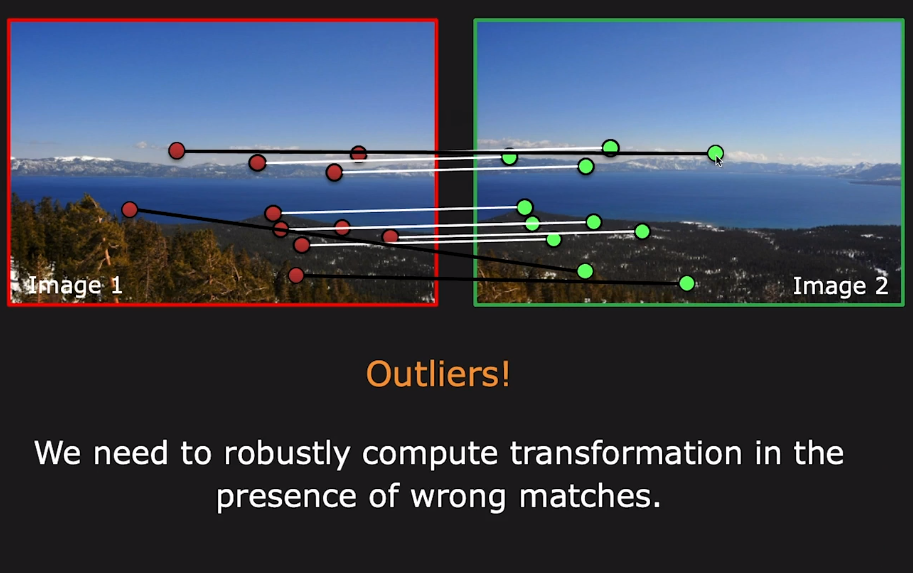 Image 1
Image 2
Outliers!
We need to robustly compute transformation in the
presence of wrong matches.